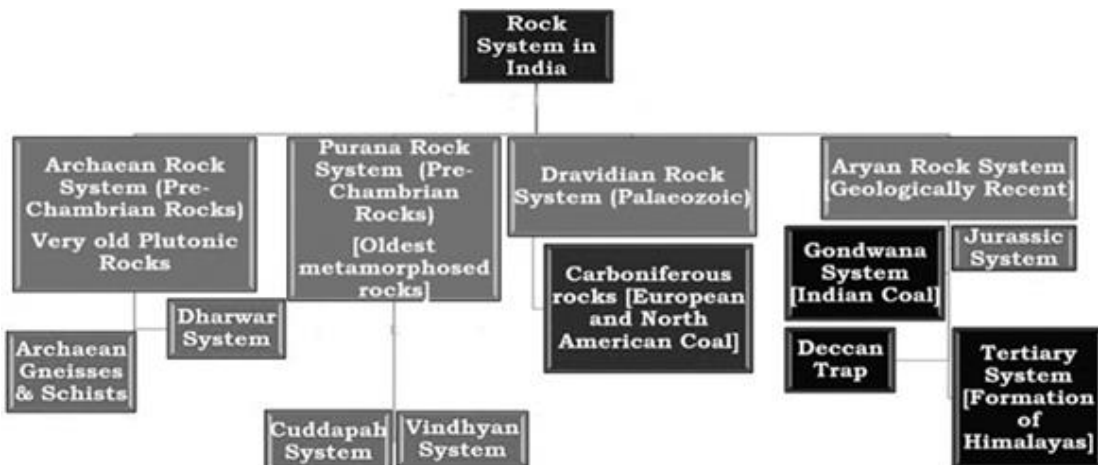 Rock
System in
India
Archaean Rock
System (Pre-
Chambrian Rocks)
Very old Plutonic
Rocks
Purana Rock
System (Pre-
Chambrian
Rocks)
[Oldest
metamorphosed
rocks]
Dravidian Rock
System (Palaeozoic)
Aryan Rock System
[Geologically Recent]
Archaean
Gneisses
& Schists
Dharwar
System
Cuddapah
System
Vindhyan
System
Carboniferous
rocks [European
and North
American Coal]
Gondwana
System
[Indian Coal]
Jurassic
System
Deccan
Trap
Tertiary
System
[Formation
of
Himalayas]